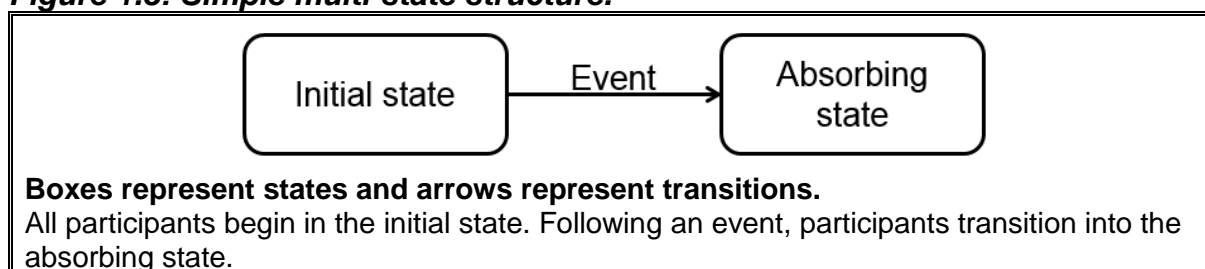 Figure 1.3: Simple multi-state structure.
Initial state
Event
Absorbing
state
Boxes represent states and arrows represent transitions.
All participants begin in the initial state. Following an event, participants transition into the
absorbing state.